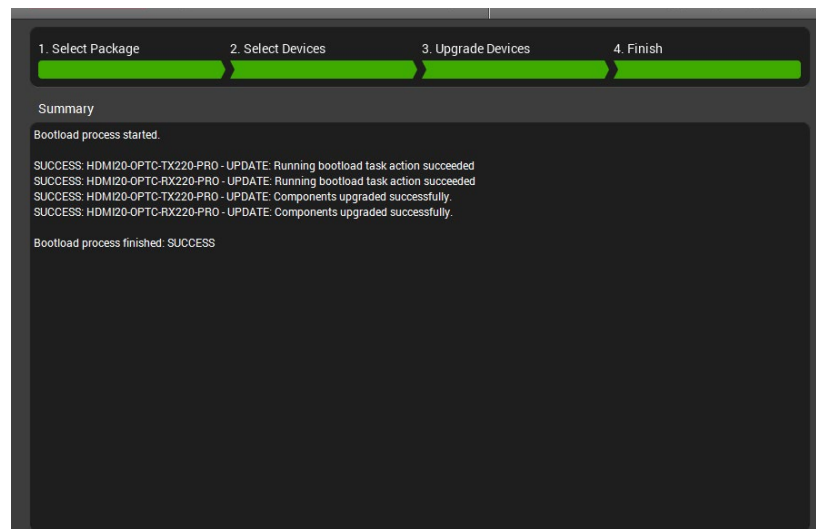 1. Select Package 2. Select Devices 3. Upgrade Devices 4. Finish
Summary
Bootload process started.
SUCCESS: HDMI20-OPTC-TX220-PRO - UPDATE: Running bootload task action succeeded
SUCCESS: HDMI20-OPTC-RX220-PRO - UPDATE: Running bootload task action succeeded
SUCCESS: HDMI20-OPTC-TX220-PRO - UPDATE: Components upgraded successfully.
SUCCESS: HDMI20-OPTC-RX220-PRO - UPDATE: Components upgraded successfully.
Bootload process finished: SUCCESS